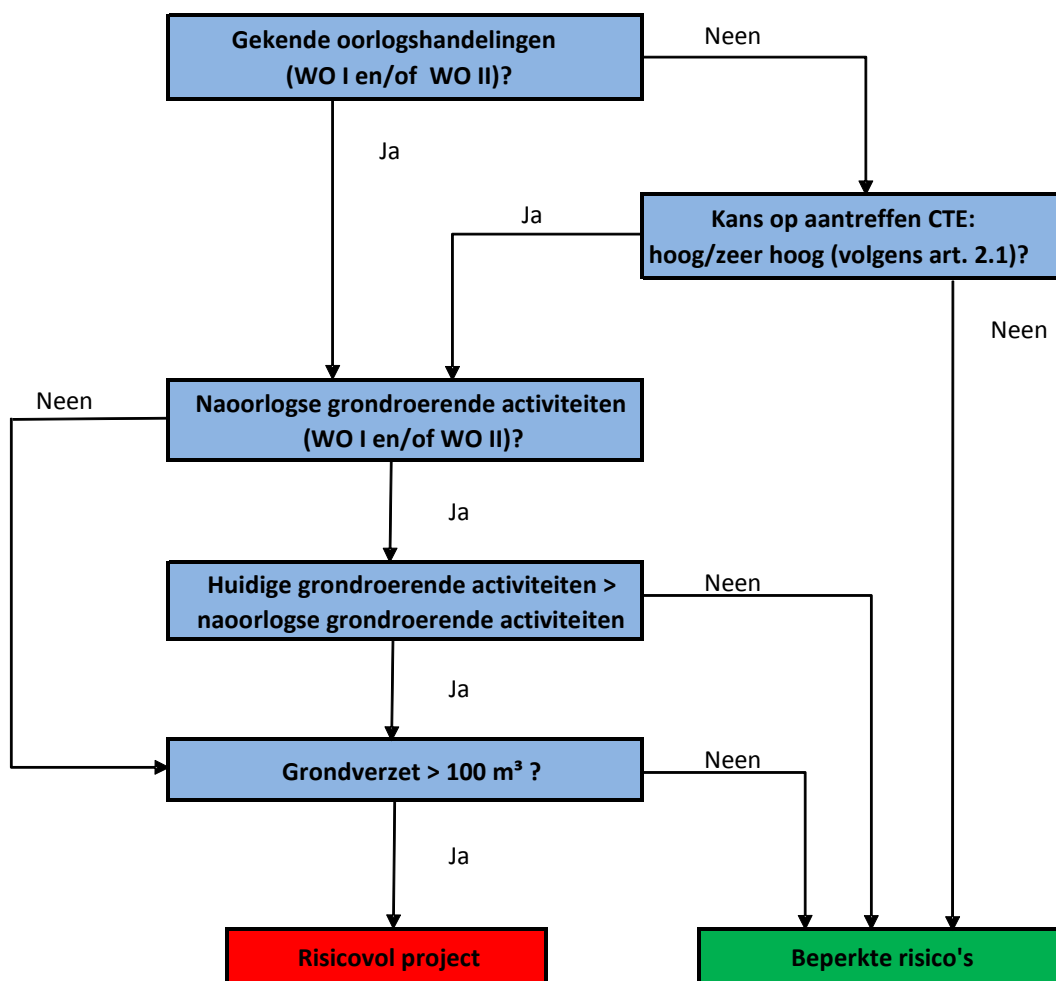 Gekende oorlogshandelingen
(WO I en/of WO II)?
Neen
Ja
Ja
Kans op aantreffen CTE:
hoog/zeer hoog (volgens art. 2.1)?
Neen
Neen
Naoorlogse grondroerende activiteiten
(WO I en/of WO II)?
Ja
Huidige grondroerende activiteiten >
naoorlogse grondroerende activiteiten
Neen
Ja
Grondverzet > 100 m³ ?
Neen
Ja
Risicovol project
Beperkte risico's